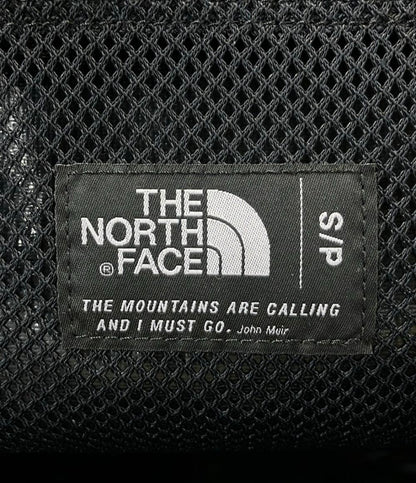 THE
NORTH
® FACE
S/P
THE MOUNTAINS ARE CALLING
AND I MUST GO. John Muir